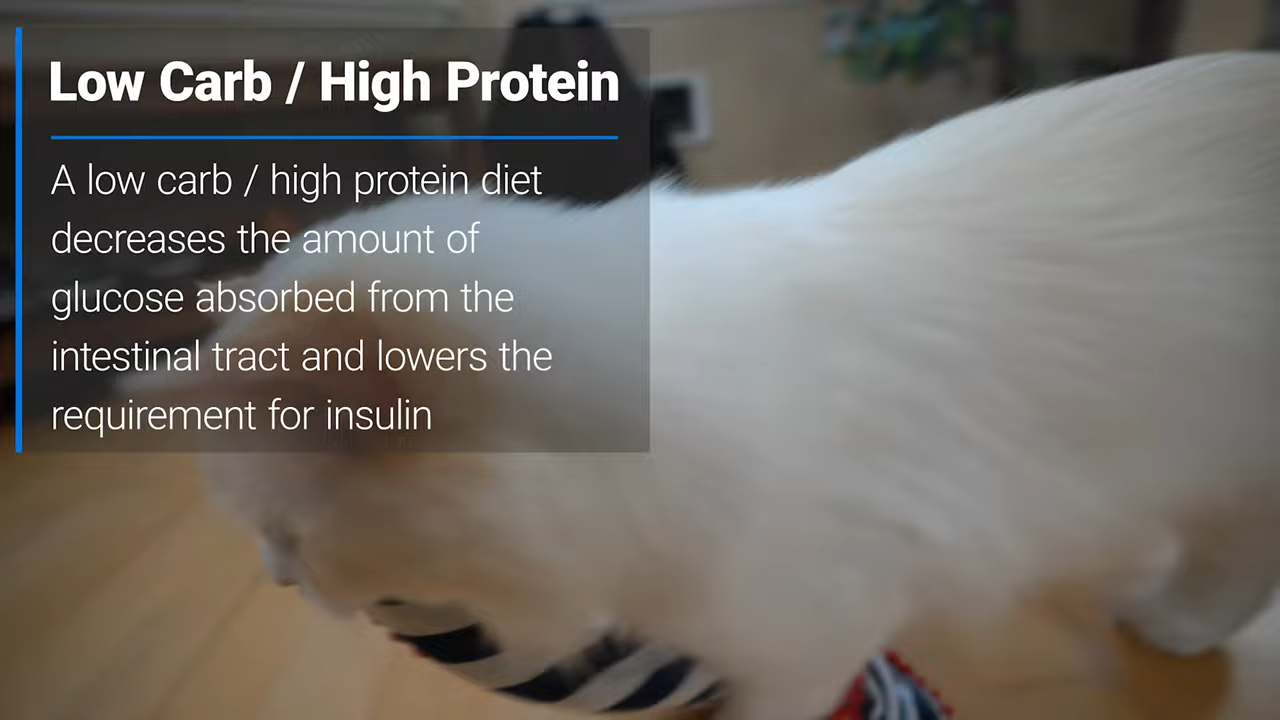 Low Carb / High Protein
A low carb / high protein diet
decreases the amount of
glucose absorbed from the
intestinal tract and lowers the
requirement for insulin